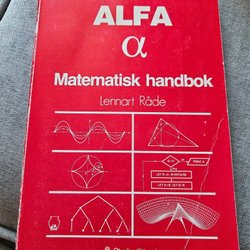 ALFA
α
Matematisk handbok
Lennart Råde